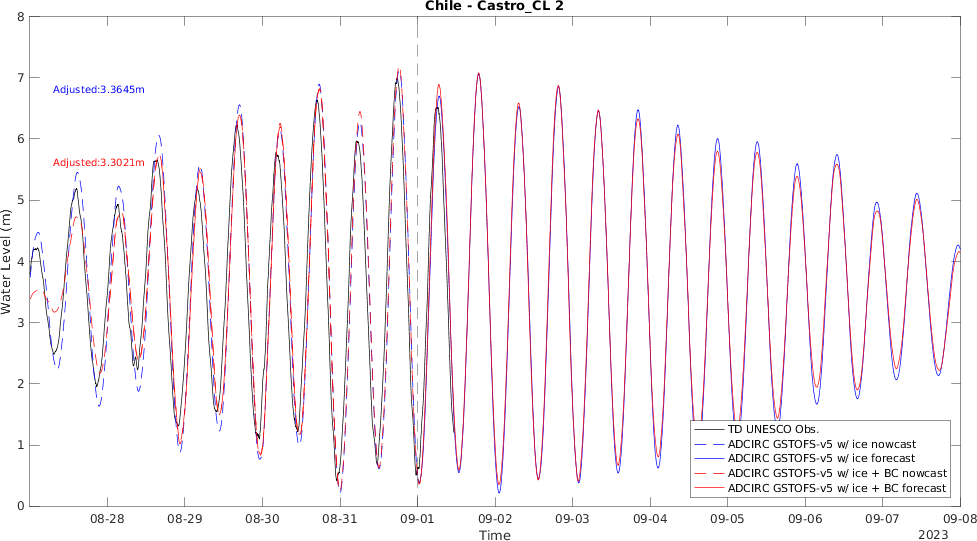 Chile - Castro_CL 2
8
7
6
5
4
3
2
1
0
Water Level (m)
Adjusted:3.3645m
Adjusted:3.3021m
TD UNESCO Obs.
ADCIRC GSTOFS-v5 w/ ice nowcast
ADCIRC GSTOFS-v5 w/ ice forecast
ADCIRC GSTOFS-v5 w/ ice + BC nowcast
ADCIRC GSTOFS-v5 w/ ice + BC forecast
08-28 08-29 08-30 08-31 09-01 09-02 09-03 09-04 09-05 09-06 09-07 09-08
Time
2023